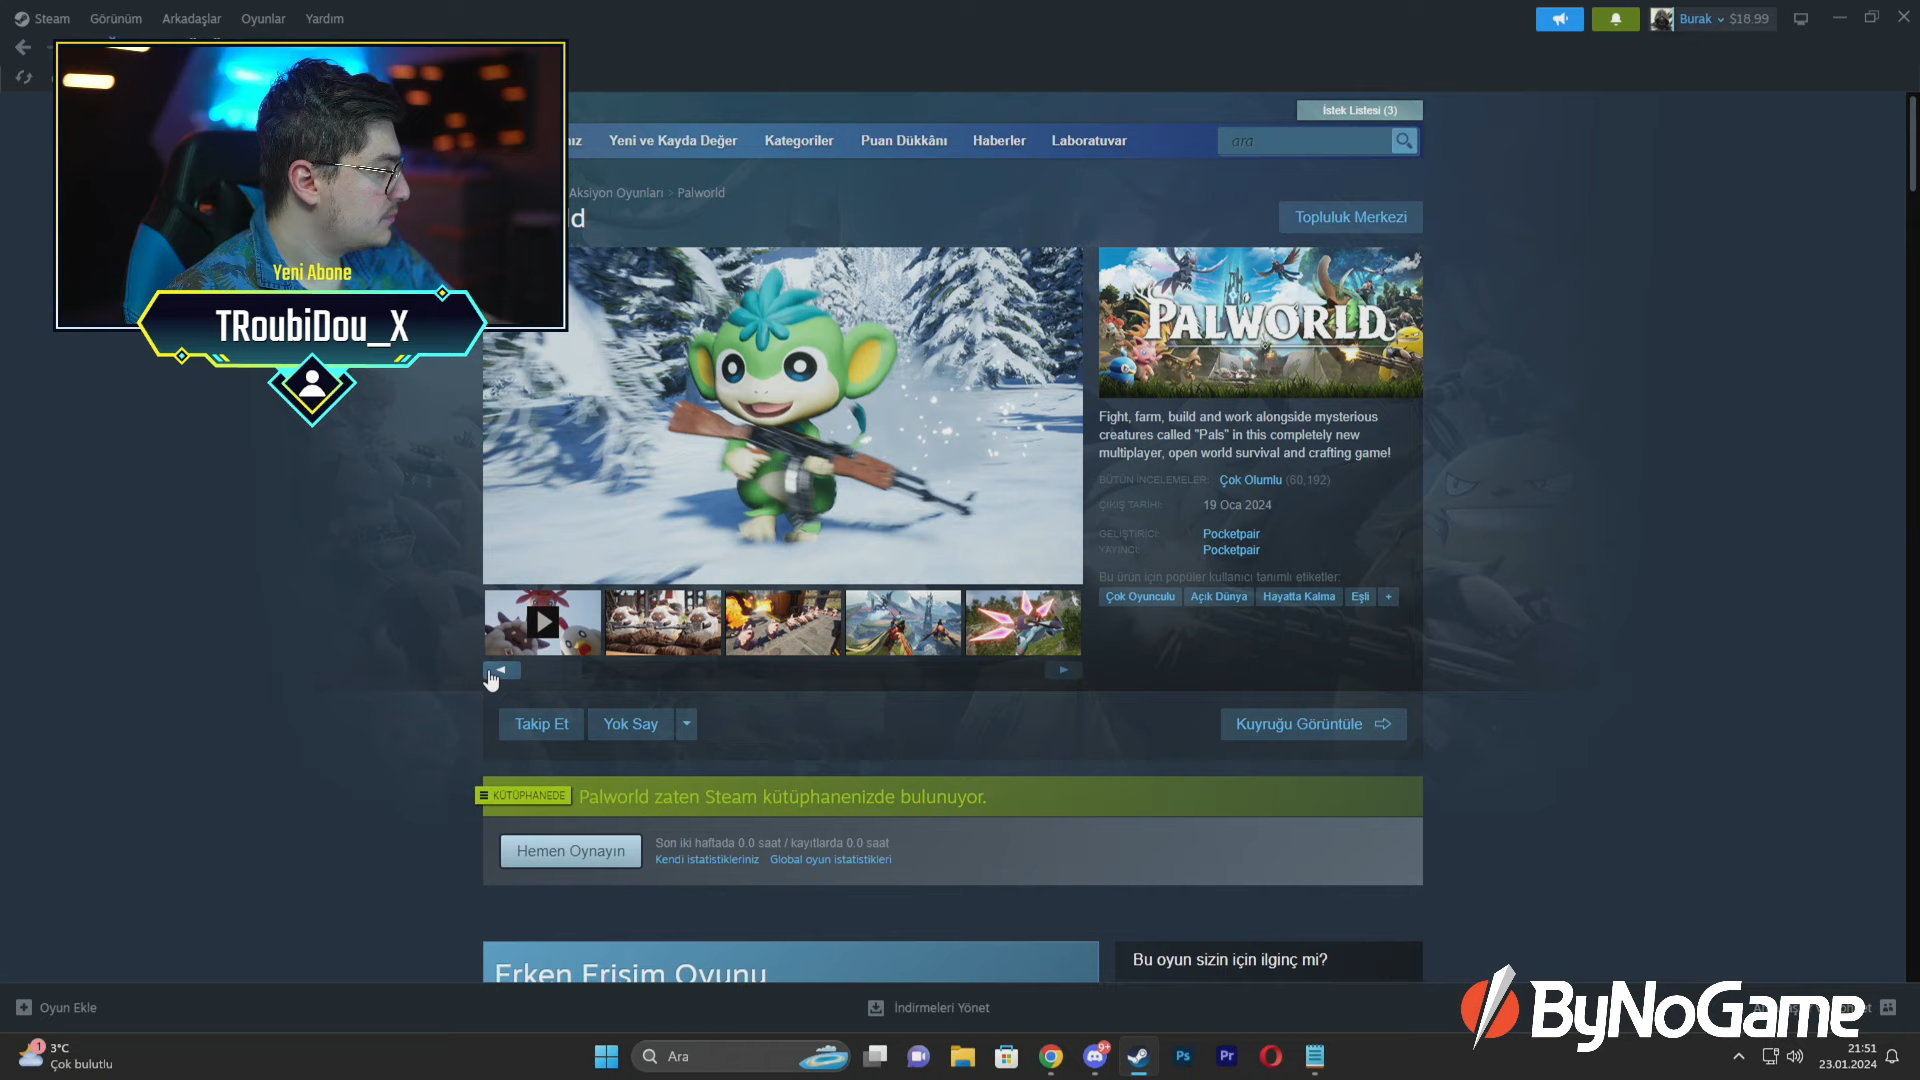 Steam Görünüm Arkadaşlar Oyunlar Yardım
Burak $18.99
İstek Listesi (3)
Yeni ve Kayda Değer Kategoriler Puan Dükkânı Haberler Laboratuvar
ara
Aksiyon Oyunları > Palworld
Topluluk Merkezi
Yeni Abone
TRoubiDou_X
PALWORLD
Fight, farm, build and work alongside mysterious
creatures called "Pals" in this completely new
multiplayer, open world survival and crafting game!
BÜTÜN İNCELEMELER: Çok Olumlu (60,192)
ÇIKIŞ TARİHİ: 19 Oca 2024
GELİŞTİRİCİ: Pocketpair
YAYINCI: Pocketpair
Bu ürün için popüler kullanıcı tanımlı etiketler:
Çok Oyunculu Açık Dünya Hayatta Kalma Eşli +
Takip Et Yok Say
Kuyruğu Görüntüle
KÜTÜPHANEDE Palworld zaten Steam kütüphanenizde bulunuyor.
Hemen Oynayın
Son iki haftada 0.0 saat / kayıtlarda 0.0 saat
Kendi istatistikleriniz Global oyun istatistikleri
Erken Erişim Oyunu
Bu oyun sizin için ilginç mi?
Oyun Ekle
İndirmeleri Yönet
ByNoGame
1
3°C
Çok bulutlu
Ara
9+
Ps
Pr
21:51
23.01.2024